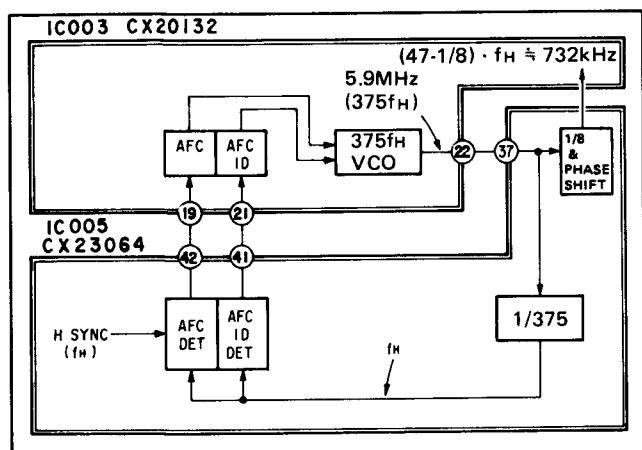 IC003 CX20132
(47-1/8)・fH ≒ 732kHz
5.9MHz
(375fH)
AFC
AFC
ID
375fH
VCO
22
37
1/8
&
PHASE
SHIFT
19
21
IC005
CX23064
42
41
H SYNC
(fH)
AFC
DET
AFC
ID
DET
1/375
fH